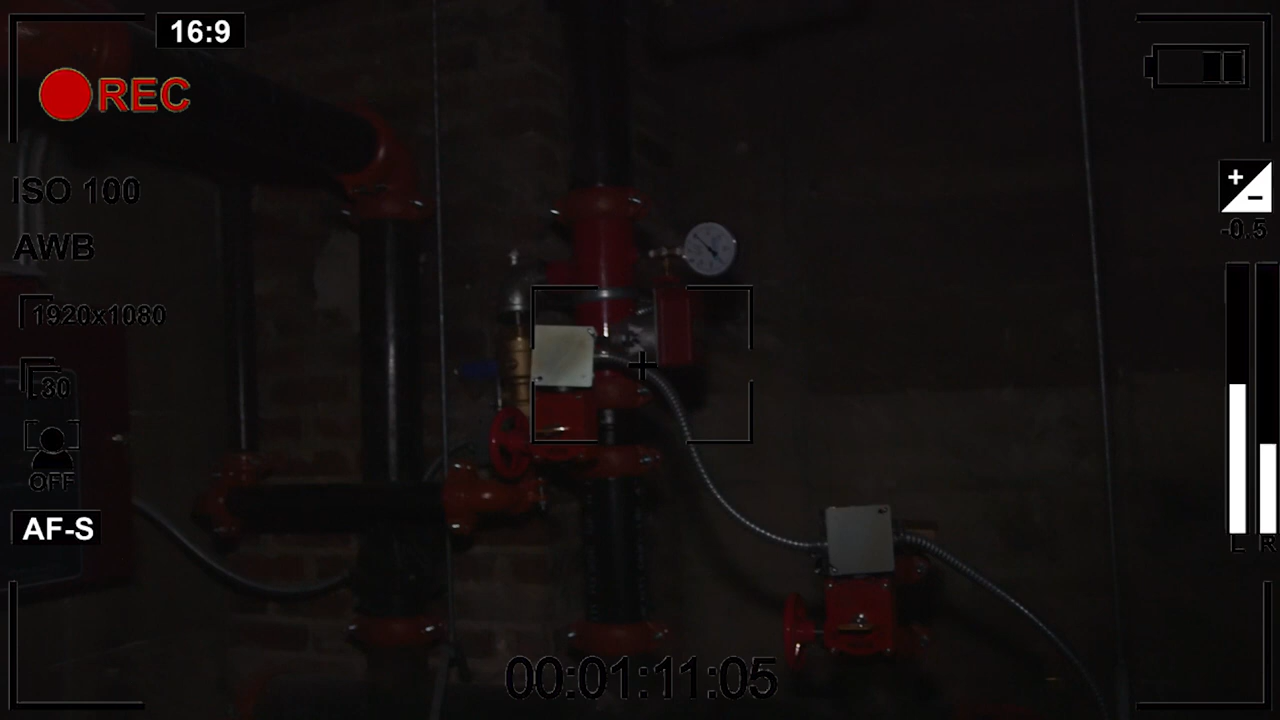 16:9
REC
ISO 100
AWB
1920x1080
30
OFF
AF-S
+
-
-0.5
L R
00:01:11:05